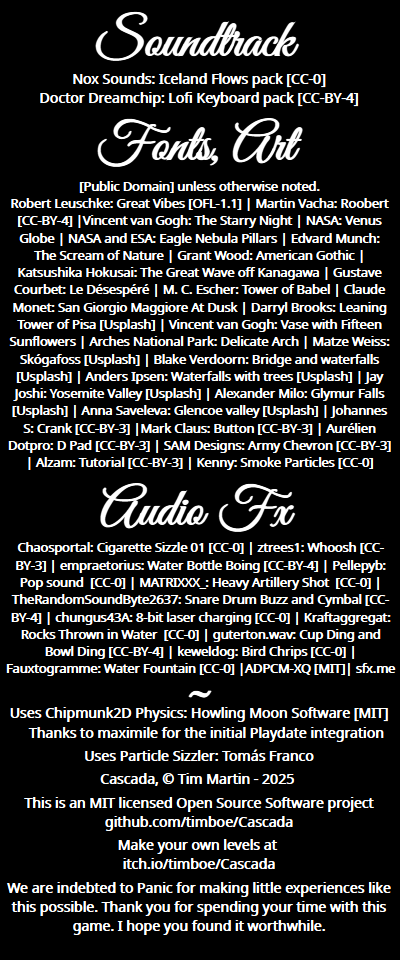 Soundtrack
Nox Sounds: Iceland Flows pack [CC-0]
Doctor Dreamchip: Lofi Keyboard pack [CC-BY-4]
Fonts, Art
[Public Domain] unless otherwise noted.
Robert Leuschke: Great Vibes [OFL-1.1] | Martin Vacha: Roobert
[CC-BY-4] |Vincent van Gogh: The Starry Night | NASA: Venus
Globe | NASA and ESA: Eagle Nebula Pillars | Edvard Munch:
The Scream of Nature | Grant Wood: American Gothic |
Katsushika Hokusai: The Great Wave off Kanagawa | Gustave
Courbet: Le Désespéré | M. C. Escher: Tower of Babel | Claude
Monet: San Giorgio Maggiore At Dusk | Darryl Brooks: Leaning
Tower of Pisa [Usplash] | Vincent van Gogh: Vase with Fifteen
Sunflowers | Arches National Park: Delicate Arch | Matze Weiss:
Skógafoss [Usplash] | Blake Verdoorn: Bridge and waterfalls
[Usplash] | Anders Ipsen: Waterfalls with trees [Usplash] | Jay
Joshi: Yosemite Valley [Usplash] | Alexander Milo: Glymur Falls
[Usplash] | Anna Saveleva: Glencoe valley [Usplash] | Johannes
S: Crank [CC-BY-3] |Mark Claus: Button [CC-BY-3] | Aurélien
Dotpro: D Pad [CC-BY-3] | SAM Designs: Army Chevron [CC-BY-3]
| Alzam: Tutorial [CC-BY-3] | Kenny: Smoke Particles [CC-0]
Audio Fx
Chaosportal: Cigarette Sizzle 01 [CC-0] | ztrees1: Whoosh [CC-
BY-3] | empraetorius: Water Bottle Boing [CC-BY-4] | Pellepyb:
Pop sound  [CC-0] | MATRIXXX_: Heavy Artillery Shot  [CC-0] |
TheRandomSoundByte2637: Snare Drum Buzz and Cymbal [CC-
BY-4] | chungus43A: 8-bit laser charging [CC-0] | Kraftaggregat:
Rocks Thrown in Water  [CC-0] | guterton.wav: Cup Ding and
Bowl Ding [CC-BY-4] | keweldog: Bird Chrips [CC-0] |
Fauxtogramme: Water Fountain [CC-0] |ADPCM-XQ [MIT]| sfx.me
~
Uses Chipmunk2D Physics: Howling Moon Software [MIT]
Thanks to maximile for the initial Playdate integration
Uses Particle Sizzler: Tomás Franco
Cascada, © Tim Martin - 2025
This is an MIT licensed Open Source Software project
github.com/timboe/Cascada
Make your own levels at
itch.io/timboe/Cascada
We are indebted to Panic for making little experiences like
this possible. Thank you for spending your time with this
game. I hope you found it worthwhile.